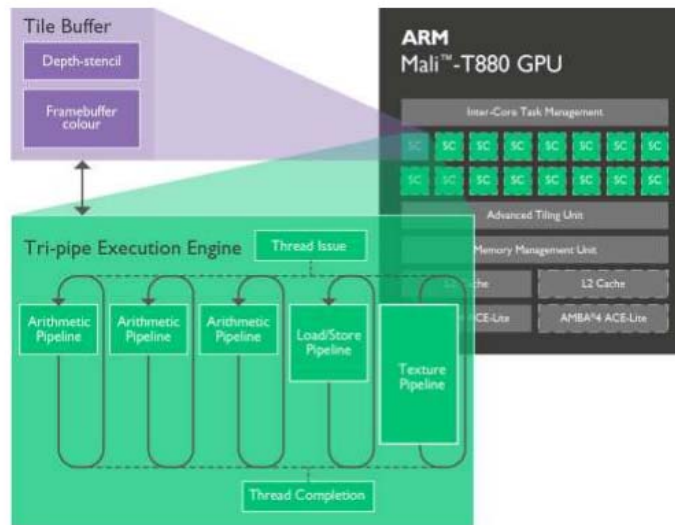 Tile Buffer
Depth-stencil
Framebuffer
colour
ARM
Mali™-T880 GPU
Inter-Core Task Management
SC SC SC SC SC SC SC SC
SC SC SC SC SC SC SC SC
Advanced Tiling Unit
Memory Management Unit
L2 Cache
L2 Cache
ACE-Lite
AMBA®4 ACE-Lite
Tri-pipe Execution Engine
Thread Issue
Arithmetic
Pipeline
Arithmetic
Pipeline
Arithmetic
Pipeline
Load/Store
Pipeline
Texture
Pipeline
Thread Completion